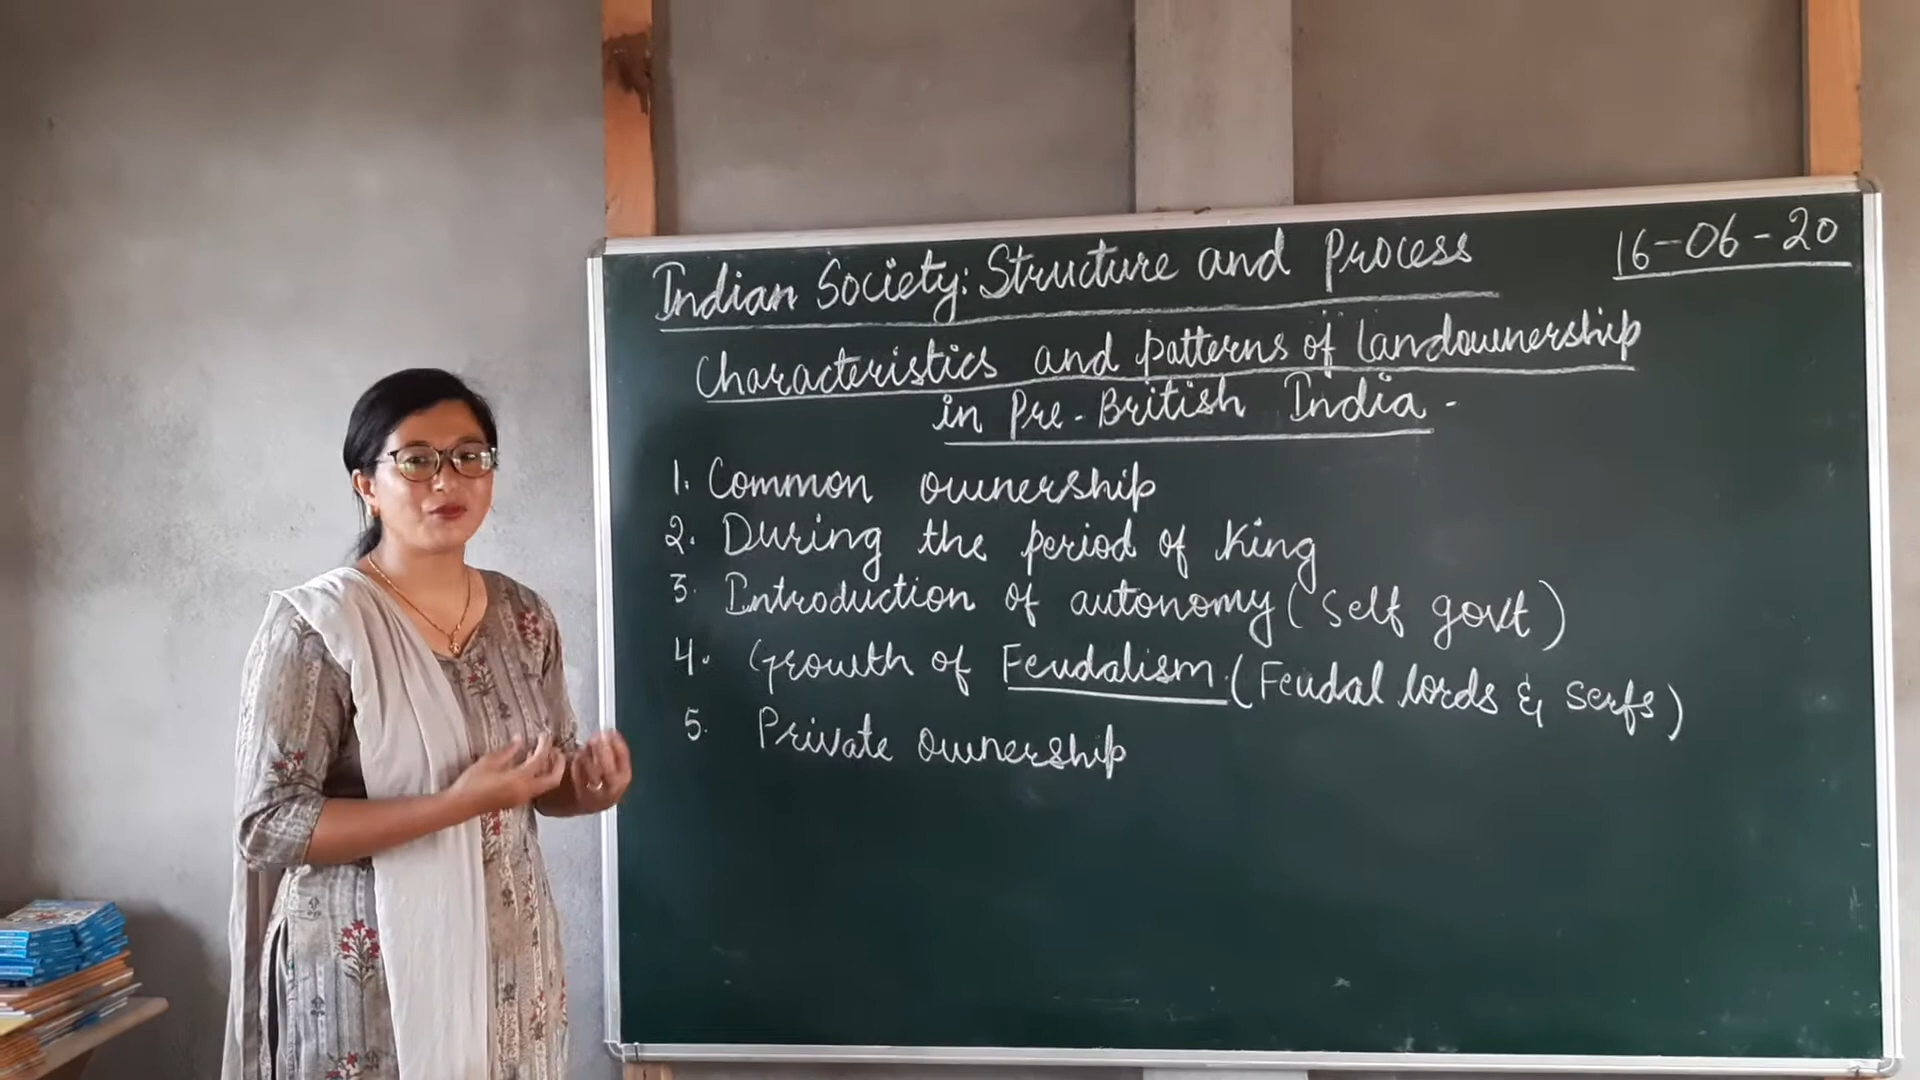 Indian Society: Structure and Process
16-06-20
Characteristics and patterns of landownership
in Pre-British India -
1. Common ownership
2. During the period of King
3. Introduction of autonomy (Self govt)
4. Growth of Feudalism. (Feudal lords & serfs)
5. Private ownership